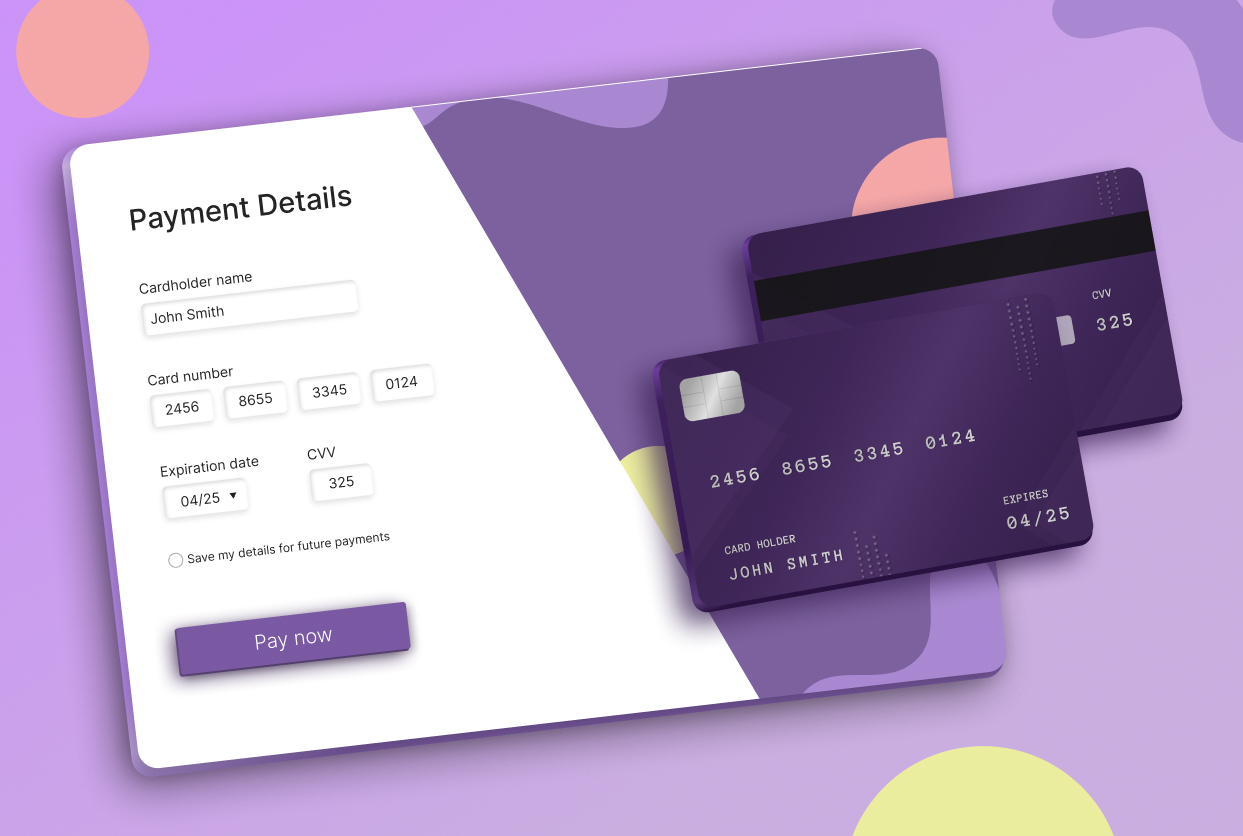 Payment Details
Cardholder name
John Smith
Card number
2456 8655 3345 0124
Expiration date CVV
04/25 ▼ 325
Save my details for future payments
Pay now
CVV
325
2456 8655 3345 0124
EXPIRES
04/25
CARD HOLDER
JOHN SMITH